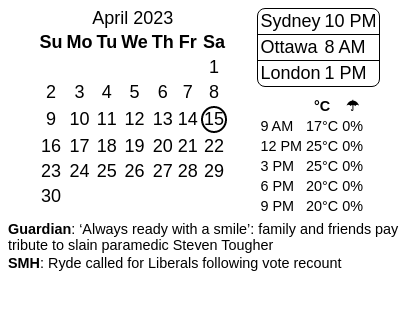 April 2023
Su Mo Tu We Th Fr Sa
1
2 3 4 5 6 7 8
9 10 11 12 13 14 15
16 17 18 19 20 21 22
23 24 25 26 27 28 29
30
Sydney 10 PM
Ottawa 8 AM
London 1 PM
°C ☂
9 AM 17°C 0%
12 PM 25°C 0%
3 PM 25°C 0%
6 PM 20°C 0%
9 PM 20°C 0%
Guardian: ‘Always ready with a smile’: family and friends pay
tribute to slain paramedic Steven Tougher
SMH: Ryde called for Liberals following vote recount